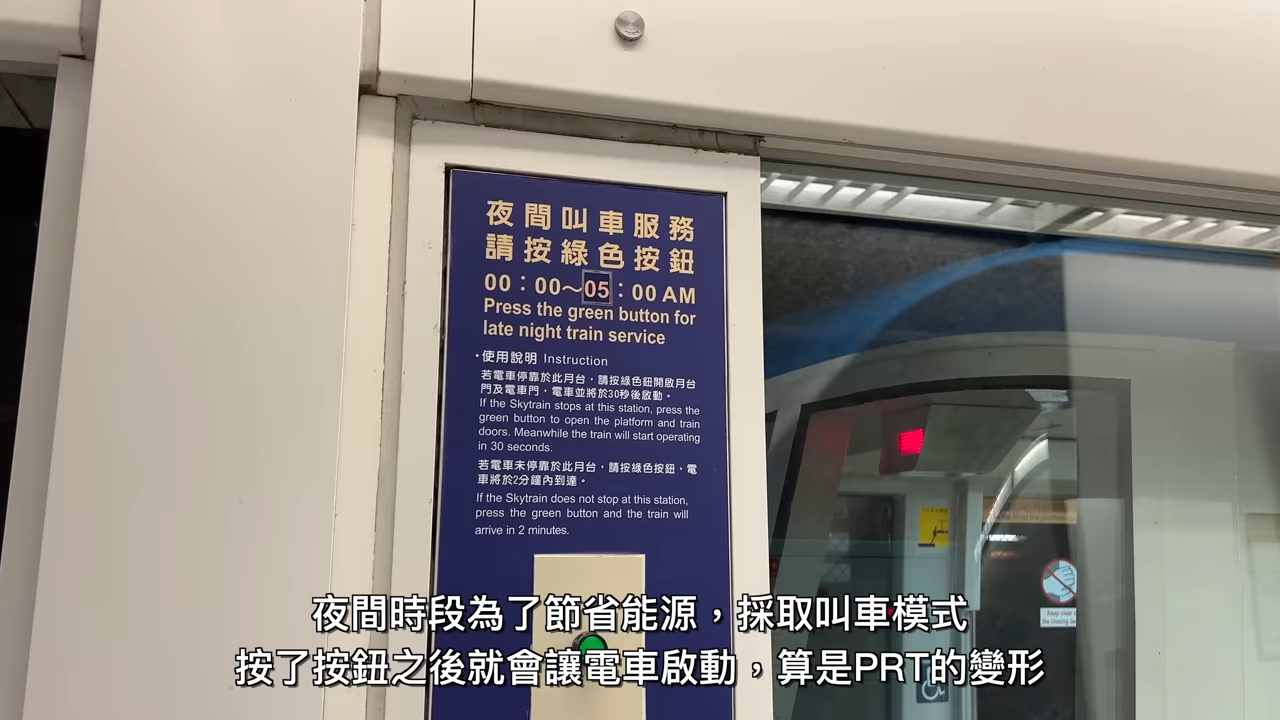 夜間叫車服務
請按綠色按鈕
00：00～05：00 AM
Press the green button for
late night train service
·使用說明 Instruction
若電車停靠於此月台，請按綠色鈕開啟月台
門及電車門，電車並將於30秒後啟動。
If the Skytrain stops at this station, press the
green button to open the platform and train
doors. Meanwhile the train will start operating
in 30 seconds.
若電車未停靠於此月台，請按綠色按鈕，電
車將於2分鐘內到達。
If the Skytrain does not stop at this station,
press the green button and the train will
arrive in 2 minutes.
夜間時段為了節省能源，採取叫車模式
按了按鈕之後就會讓電車啟動，算是PRT的變形